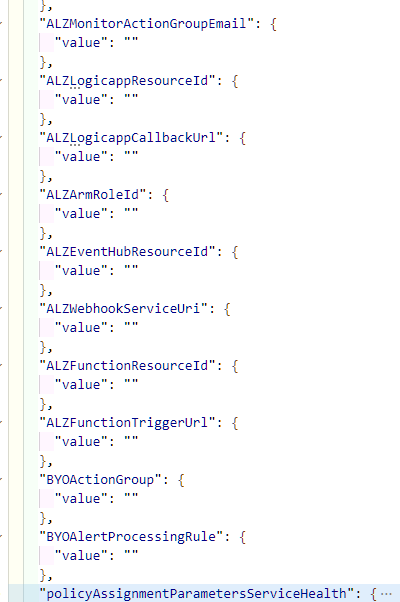 },
"ALZMonitorActionGroupEmail": {
"value": ""
},
"ALZLogicappResourceId": {
"value": ""
},
"ALZLogicappCallbackUrl": {
"value": ""
},
"ALZArmRoleId": {
"value": ""
},
"ALZEventHubResourceId": {
"value": ""
},
"ALZWebhookServiceUri": {
"value": ""
},
"ALZFunctionResourceId": {
"value": ""
},
"ALZFunctionTriggerUrl": {
"value": ""
},
"BYOActionGroup": {
"value": ""
},
"BYOAlertProcessingRule": {
"value": ""
},
"policyAssignmentParametersServiceHealth": { ···